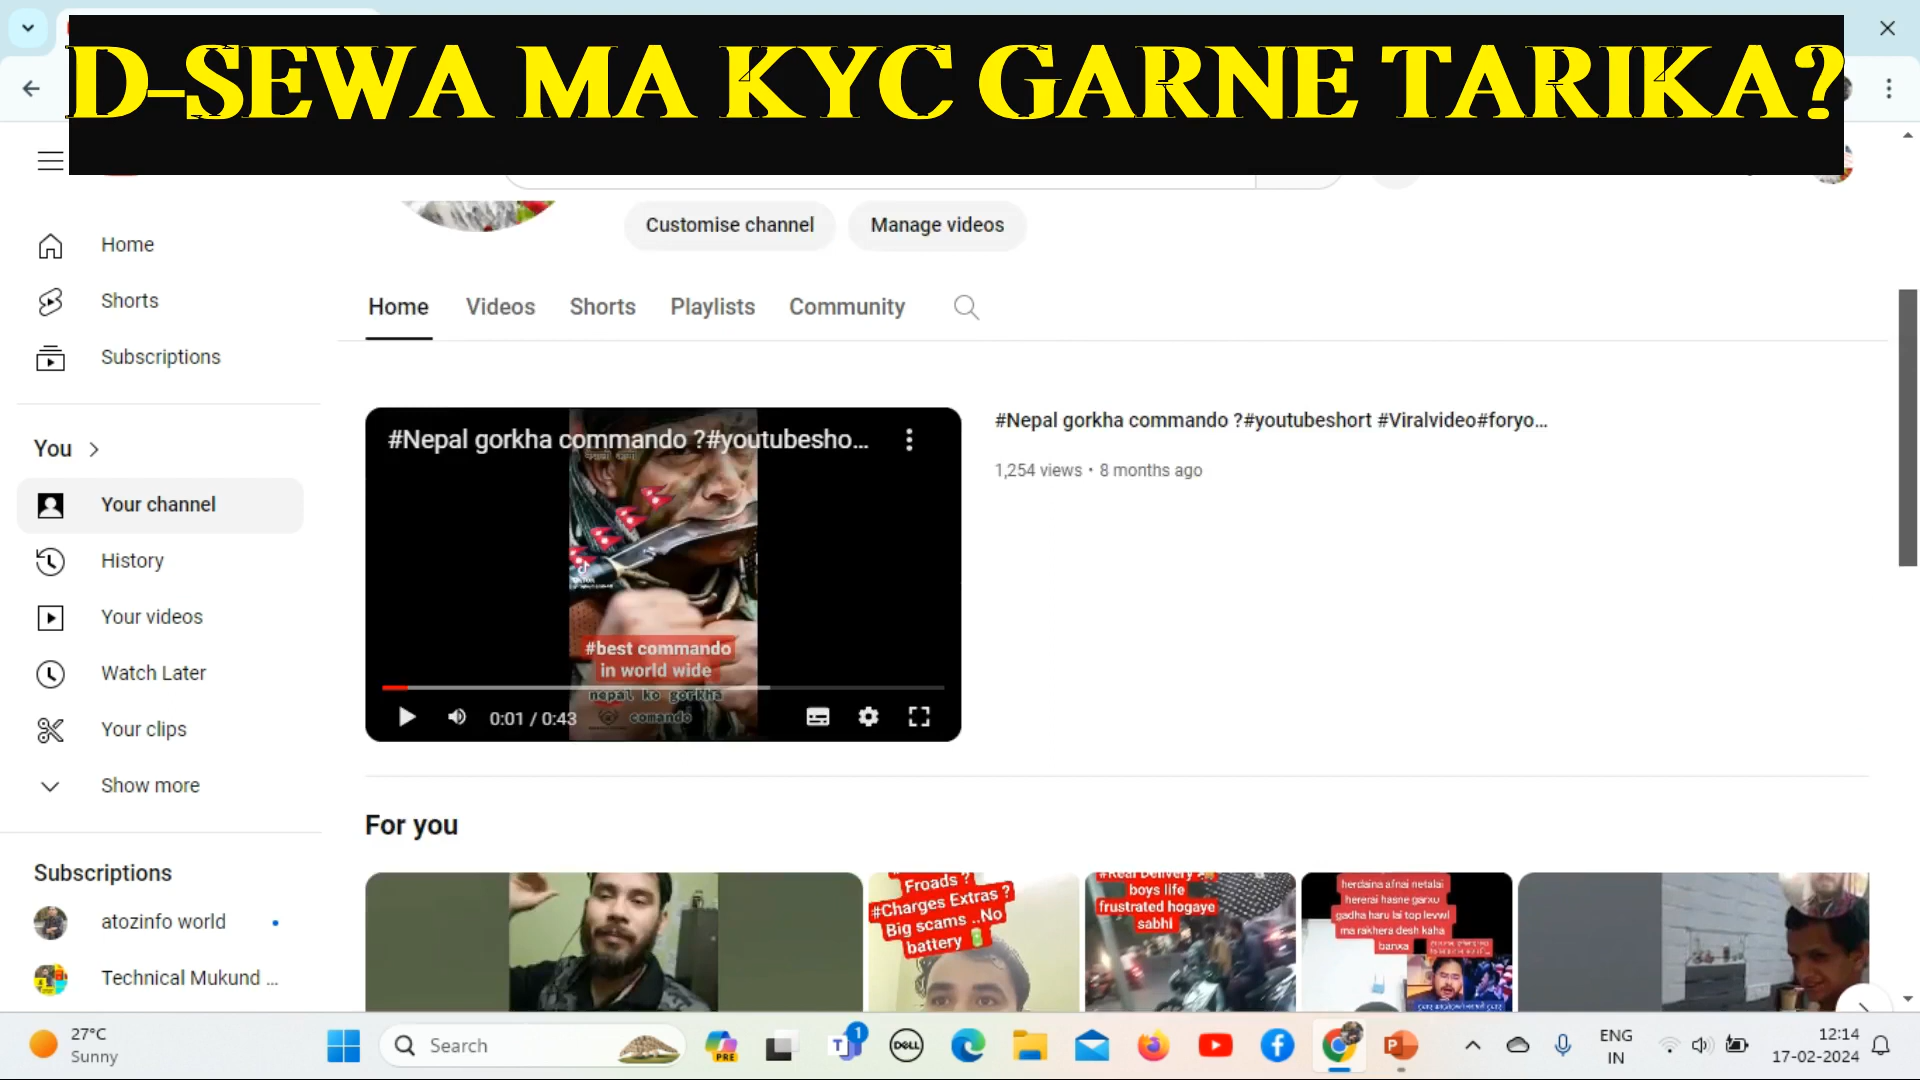 D-SEWA MA KYC GARNE TARIKA?
Customise channel
Manage videos
Home
Shorts
Subscriptions
Home
Videos
Shorts
Playlists
Community
#Nepal gorkha commando ?#youtubesho...
#best commando
in world wide
nepal ko gorkha
comando
0:01 / 0:43
#Nepal gorkha commando ?#youtubeshort #Viralvideo#foryo...
1,254 views • 8 months ago
You
Your channel
History
Your videos
Watch Later
Your clips
Show more
Subscriptions
atozinfo world
Technical Mukund ...
For you
Froads ?
#Charges Extras ?
Big scams ..No
battery
#Real Delivery
boys life
frustrated hogaye
sabhi
herdaina afnai netalai
hererai hasne garxu
gadha haru lai top levwl
ma rakhera desh kaha
banxa
27°C
Sunny
Search
PRE
1
DELL
ENG
IN
12:14
17-02-2024